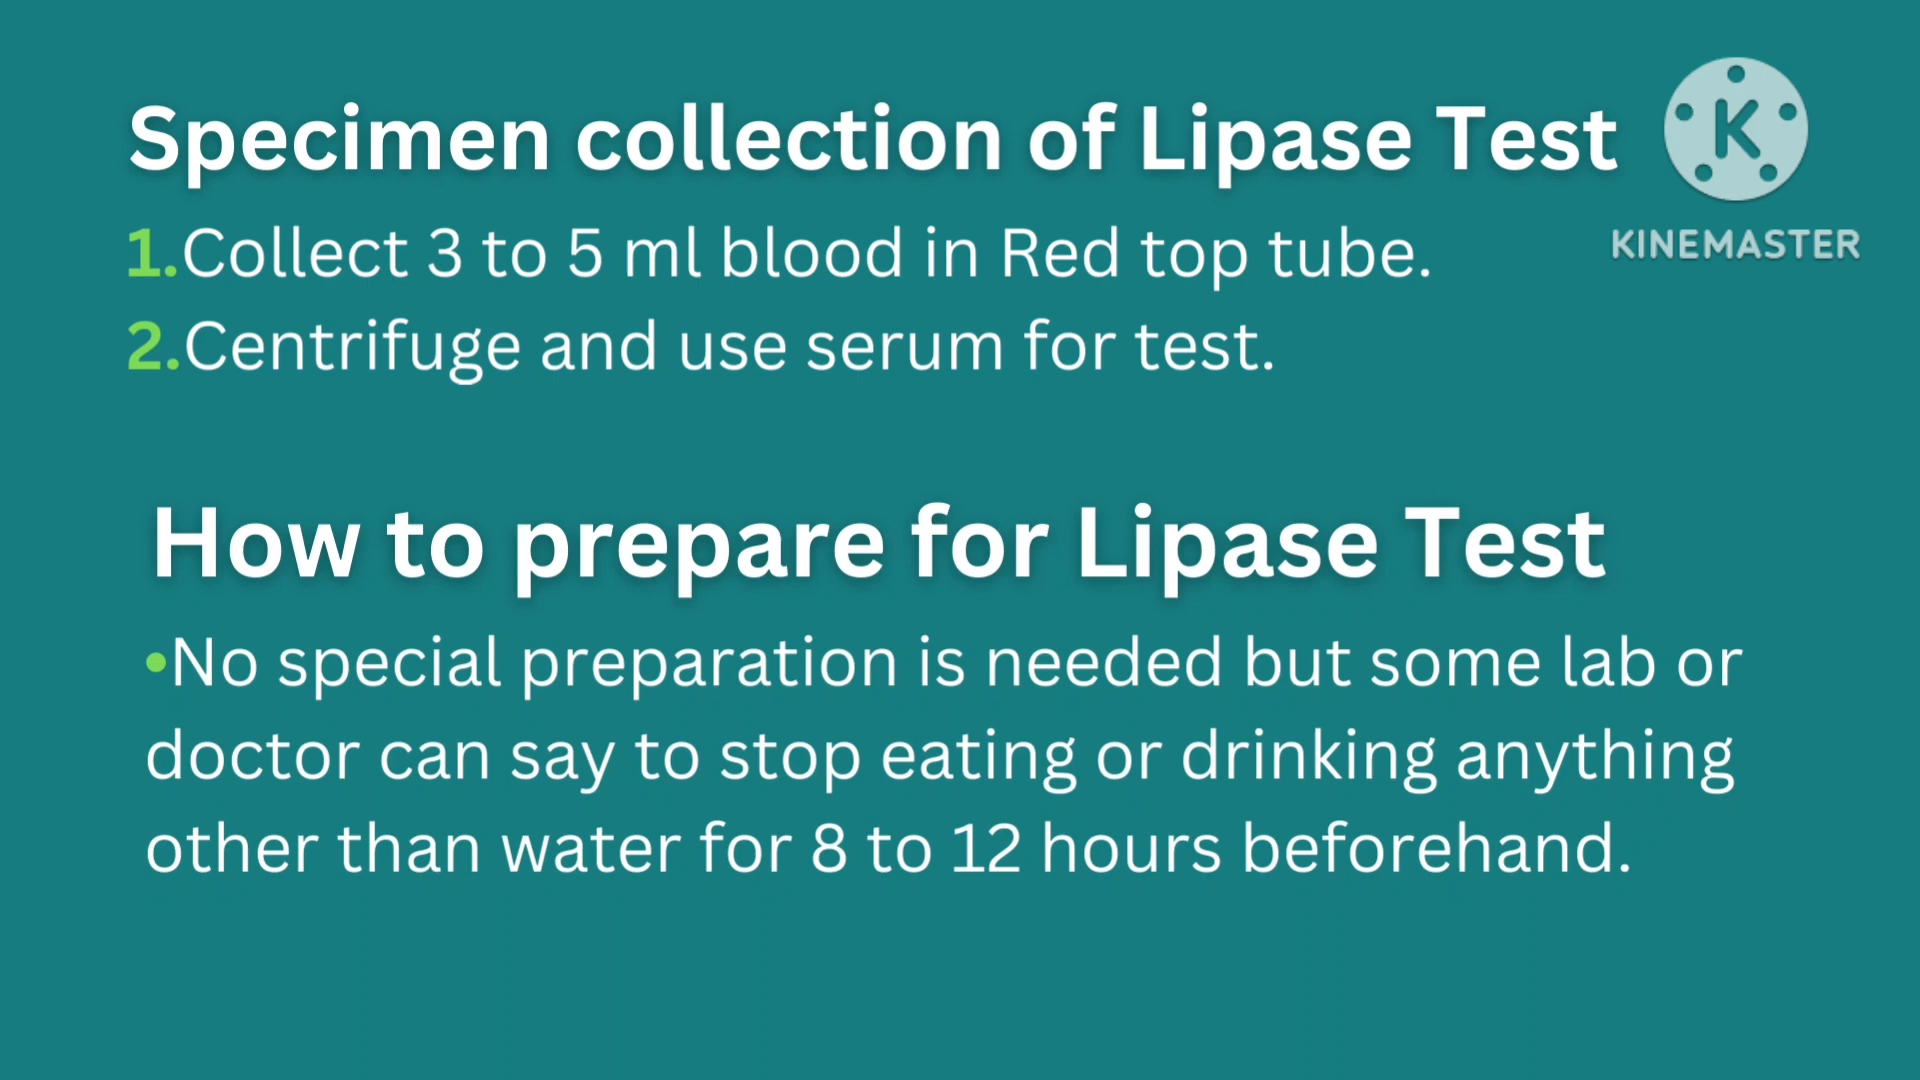 Specimen collection of Lipase Test
K
KINEMASTER
1.Collect 3 to 5 ml blood in Red top tube.
2.Centrifuge and use serum for test.
How to prepare for Lipase Test
•No special preparation is needed but some lab or
doctor can say to stop eating or drinking anything
other than water for 8 to 12 hours beforehand.